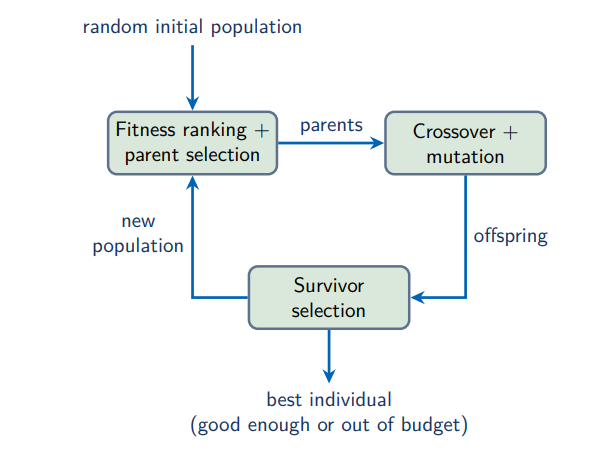 random initial population
Fitness ranking +
parent selection
parents
Crossover +
mutation
new
population
offspring
Survivor
selection
best individual
(good enough or out of budget)